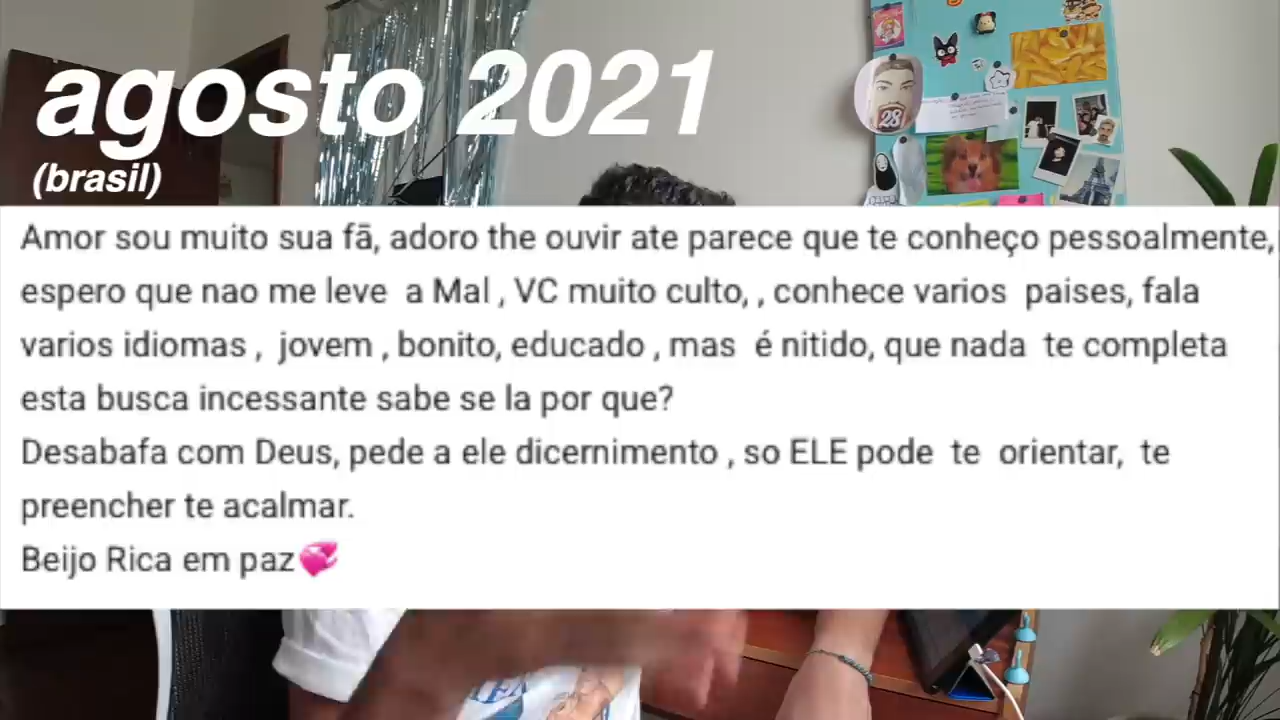 agosto 2021
(brasil)
28
Amor sou muito sua fã, adoro the ouvir ate parece que te conheço pessoalmente,
espero que nao me leve a Mal , VC muito culto, , conhece varios paises, fala
varios idiomas , jovem , bonito, educado , mas é nitido, que nada te completa
esta busca incessante sabe se la por que?
Desabafa com Deus, pede a ele dicernimento , so ELE pode te orientar, te
preencher te acalmar.
Beijo Rica em paz💞